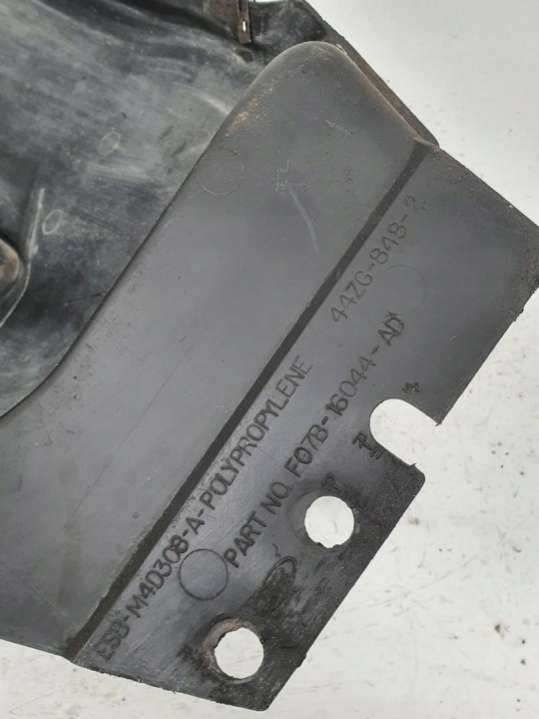 ESB-M4D308-A-POLYPROPYLENE 44ZG-848-2
PART NO. F07B-16044-AD